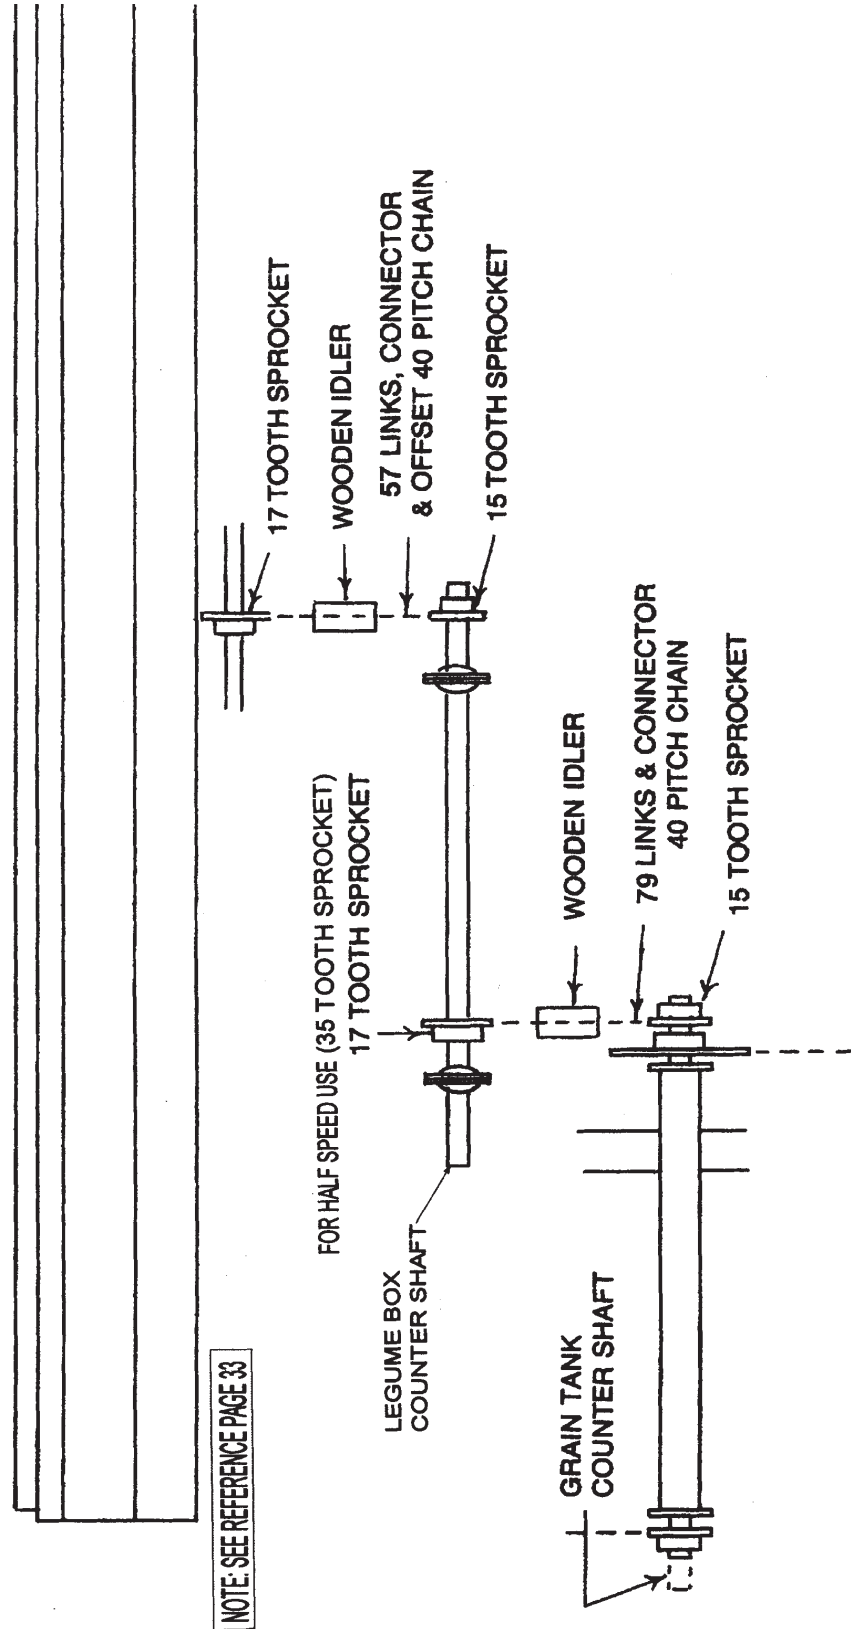 17 TOOTH SPROCKET
WOODEN IDLER
57 LINKS, CONNECTOR
& OFFSET 40 PITCH CHAIN
15 TOOTH SPROCKET
FOR HALF SPEED USE (35 TOOTH SPROCKET)
17 TOOTH SPROCKET
WOODEN IDLER
79 LINKS & CONNECTOR
40 PITCH CHAIN
15 TOOTH SPROCKET
LEGUME BOX
COUNTER SHAFT
GRAIN TANK
COUNTER SHAFT
NOTE: SEE REFERENCE PAGE 33